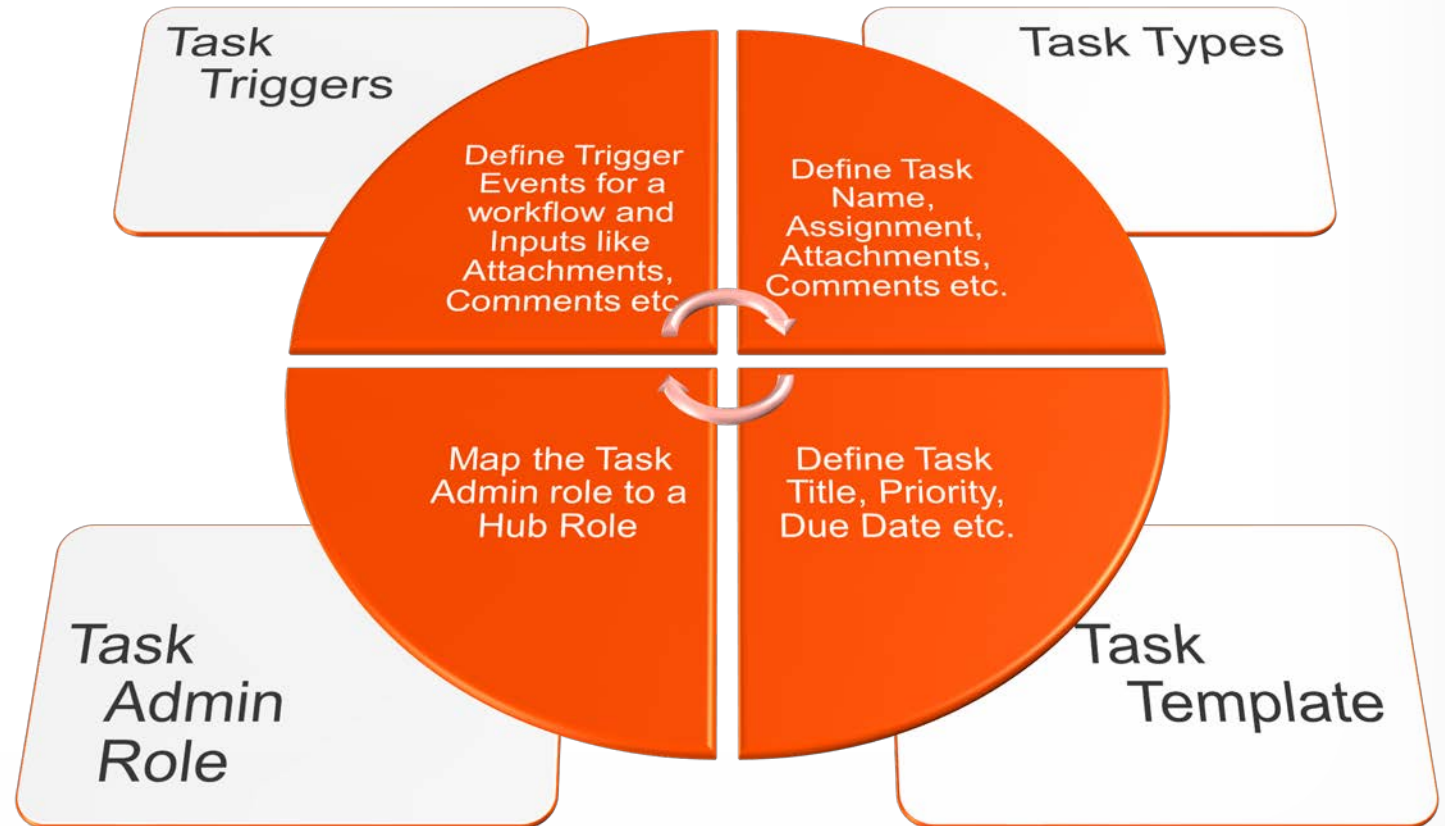 Task
Triggers
Define Trigger
Events for a
workflow and
Inputs like
Attachments,
Comments etc
Task Types
Define Task
Name,
Assignment,
Attachments,
Comments etc.
Task
Admin
Role
Map the Task
Admin role to a
Hub Role
Define Task
Title, Priority,
Due Date etc.
Task
Template